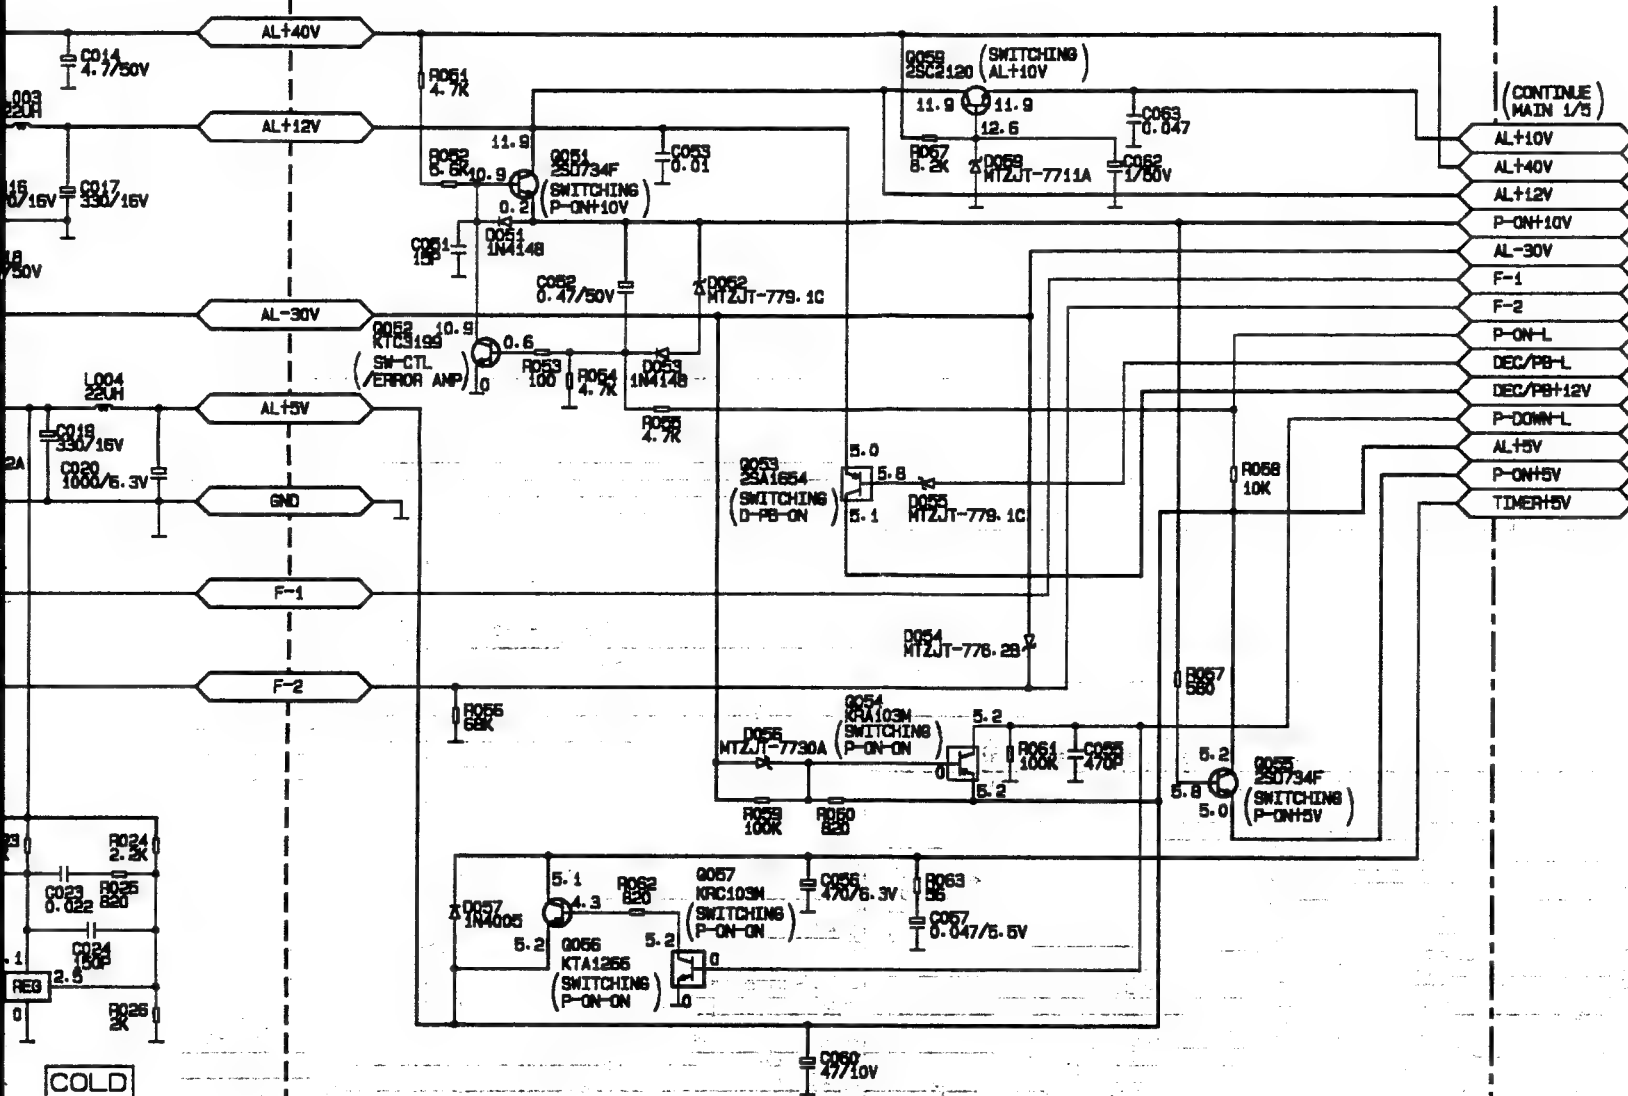 AL+40V
C014
4.7/50V
R051
4.7K
Q059
2SC2120
(SWITCHING
AL+10V)
11.9
11.9
12.6
C063
0.047
(CONTINUE
MAIN 1/5)
L003
22UH
AL+12V
11.9
R052
5.6K
10.9
Q051
2SD734F
(SWITCHING
P-ON+10V)
0.2
C053
0.01
R067
8.2K
D059
MTZJT-7711A
C062
1/50V
AL+10V
AL+40V
AL+12V
P-ON+10V
AL-30V
F-1
F-2
P-ON-L
DEC/PB-L
DEC/PB+12V
P-DOWN-L
AL+5V
P-ON+5V
TIMER+5V
0/16V
C017
330/16V
/50V
C051
15P
D051
1N4148
C052
0.47/50V
D052
MTZJT-779.1C
AL-30V
Q052
KTC3199
(SW-CTL
/ERROR AMP)
10.9
0.6
0
R053
100
R054
4.7K
D053
1N4148
R055
4.7K
L004
22UH
AL+5V
C019
330/16V
2A
C020
1000/6.3V
GND
Q053
2SA1654
(SWITCHING
D-PB-ON)
5.0
5.8
5.1
D055
MTZJT-779.1C
R058
10K
F-1
D054
MTZJT-776.2B
F-2
R056
68K
R057
560
D056
MTZJT-7730A
Q054
KRA103M
(SWITCHING
P-ON-ON)
5.2
0
5.2
R061
100K
C055
470P
R059
100K
R060
820
5.2
5.8
5.0
Q055
2SD734F
(SWITCHING
P-ON+5V)
R024
2.2K
C023
0.022
R025
820
C024
150P
.1
REG
2.5
0
R026
2K
COLD
D057
1N4005
5.1
4.3
5.2
R062
820
Q056
KTA1266
(SWITCHING
P-ON-ON)
Q057
KRC103M
(SWITCHING
P-ON-ON)
5.2
0
0
C056
470/6.3V
R063
56
C057
0.047/5.5V
C060
47/10V